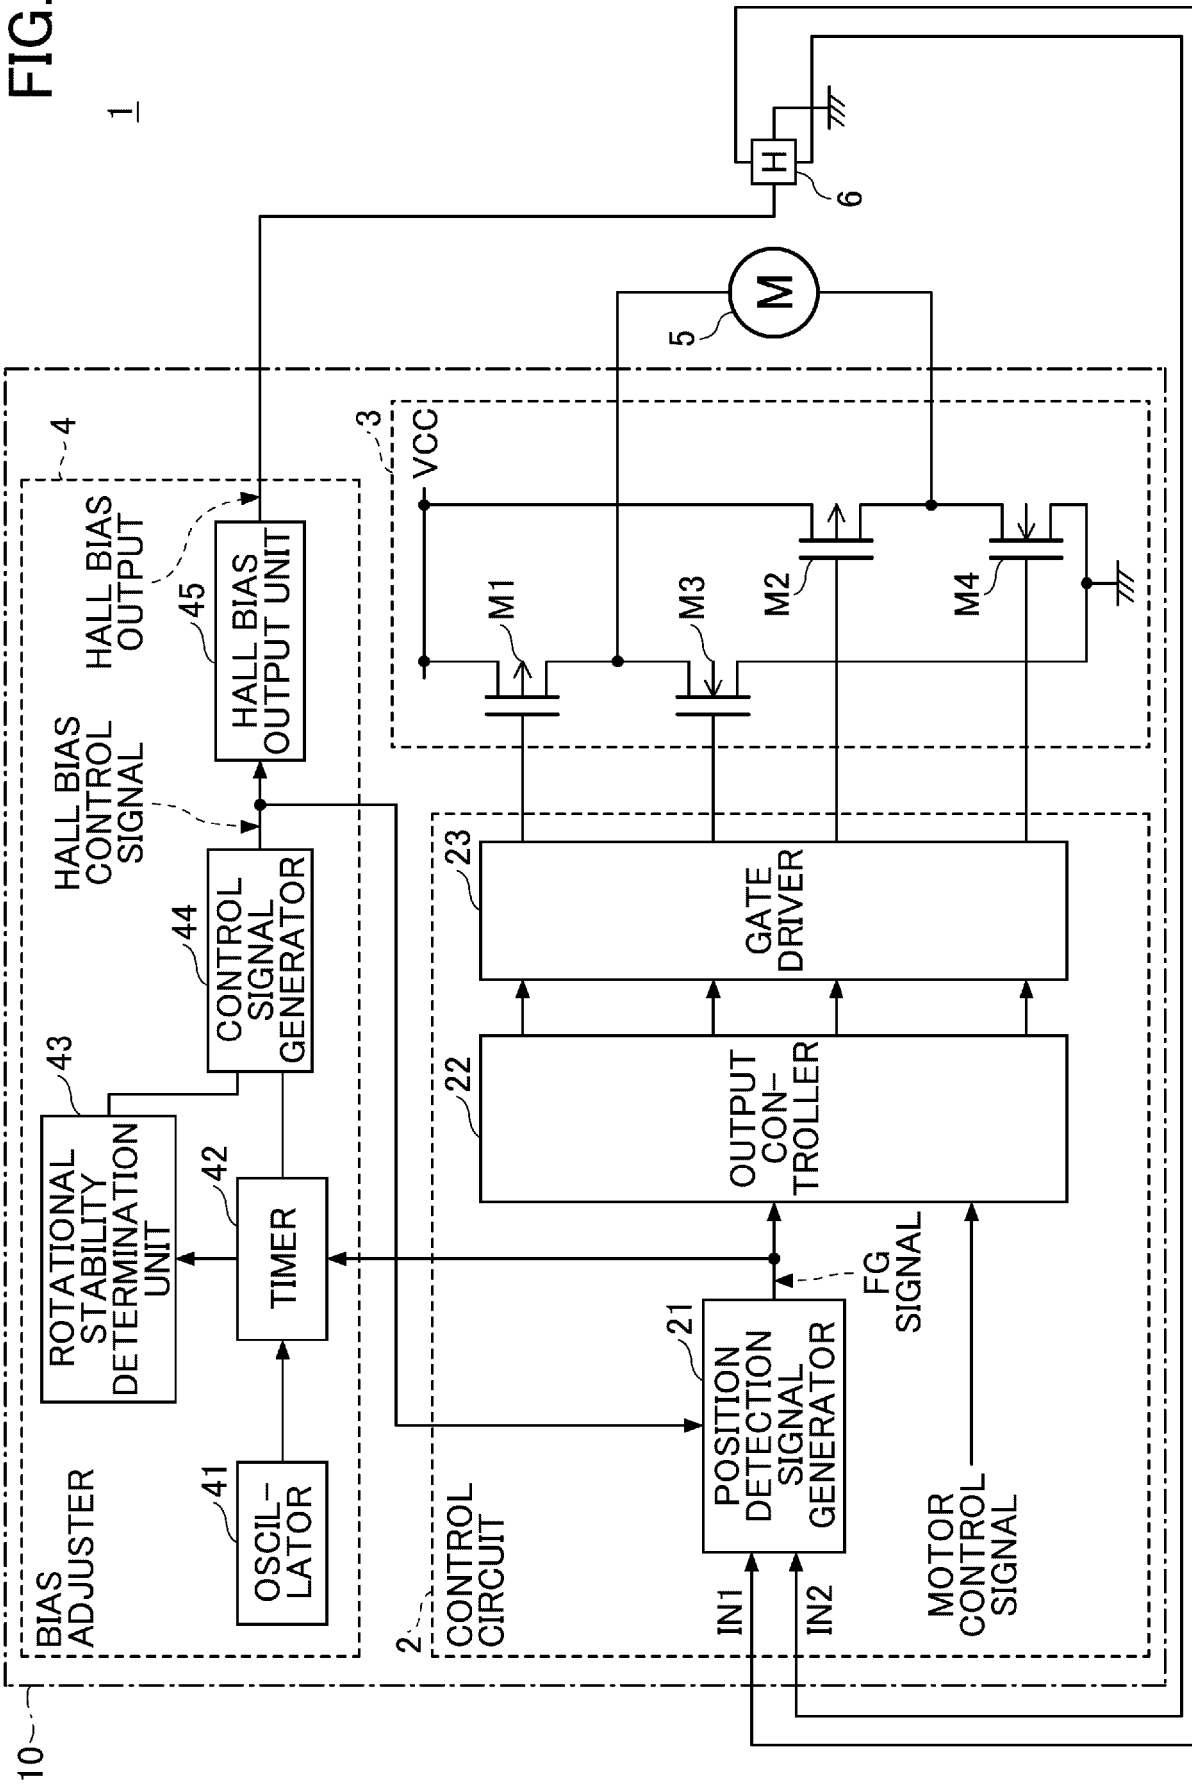 FIG.
1
10
BIAS
ADJUSTER
4
41
OSCIL-
LATOR
42
TIMER
43
ROTATIONAL
STABILITY
DETERMINATION
UNIT
44
CONTROL
SIGNAL
GENERATOR
HALL BIAS
CONTROL
SIGNAL
45
HALL BIAS
OUTPUT UNIT
HALL BIAS
OUTPUT
2
CONTROL
CIRCUIT
IN1
IN2
21
POSITION
DETECTION
SIGNAL
GENERATOR
FG
SIGNAL
MOTOR
CONTROL
SIGNAL
22
OUTPUT
CON-
TROLLER
23
GATE
DRIVER
3
VCC
M1
M3
M2
M4
5
M
6
H